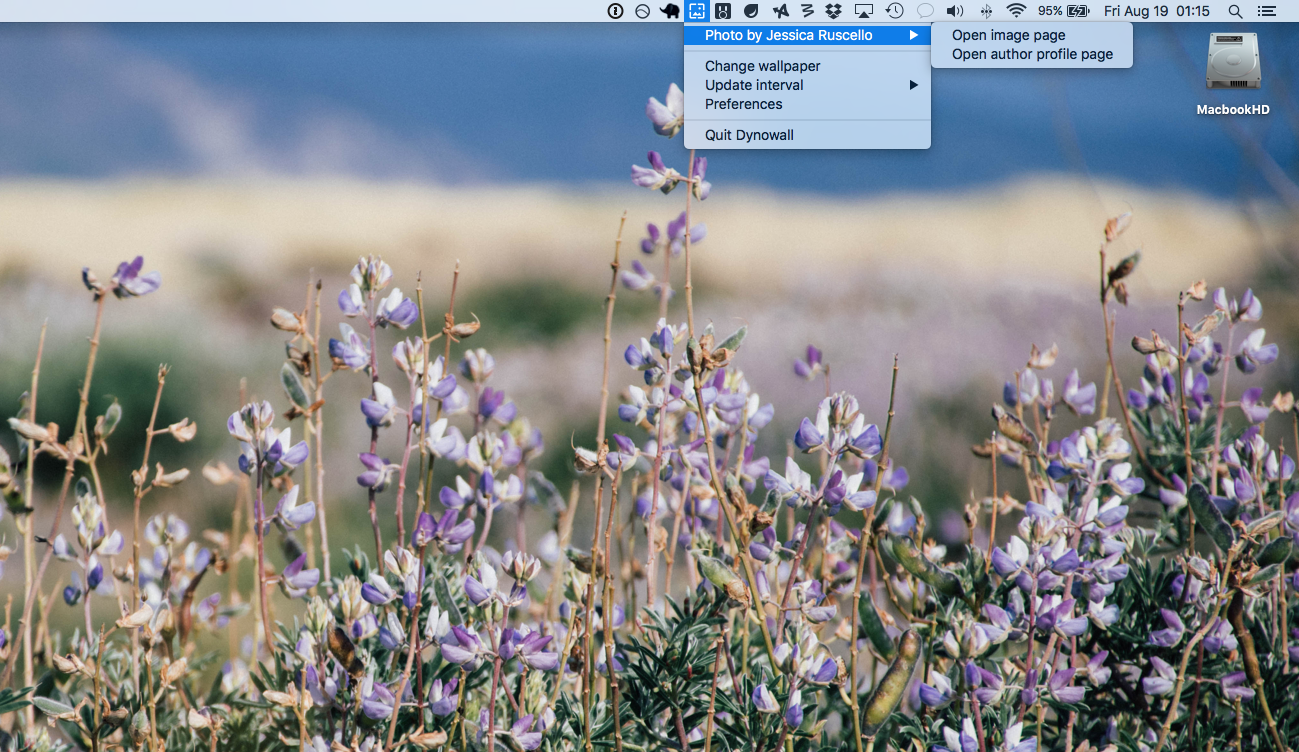 95% Fri Aug 19 01:15
Photo by Jessica Ruscello
Open image page
Open author profile page
Change wallpaper
Update interval
Preferences
Quit Dynowall
MacbookHD